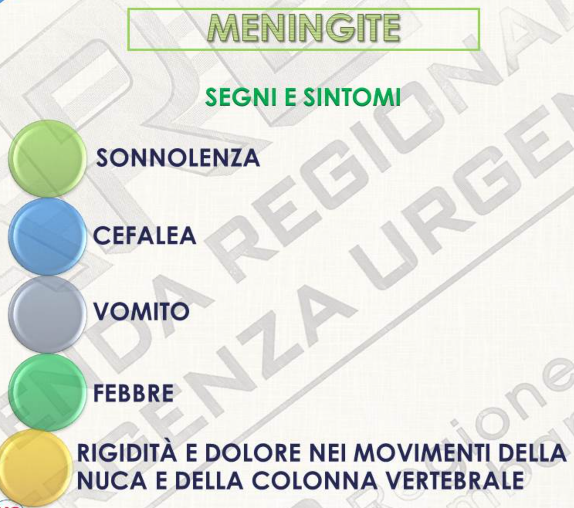 MENINGITE
SEGNI E SINTOMI
SONNOLENZA
CEFALEA
VOMITO
FEBBRE
RIGIDITÀ E DOLORE NEI MOVIMENTI DELLA
NUCA E DELLA COLONNA VERTEBRALE